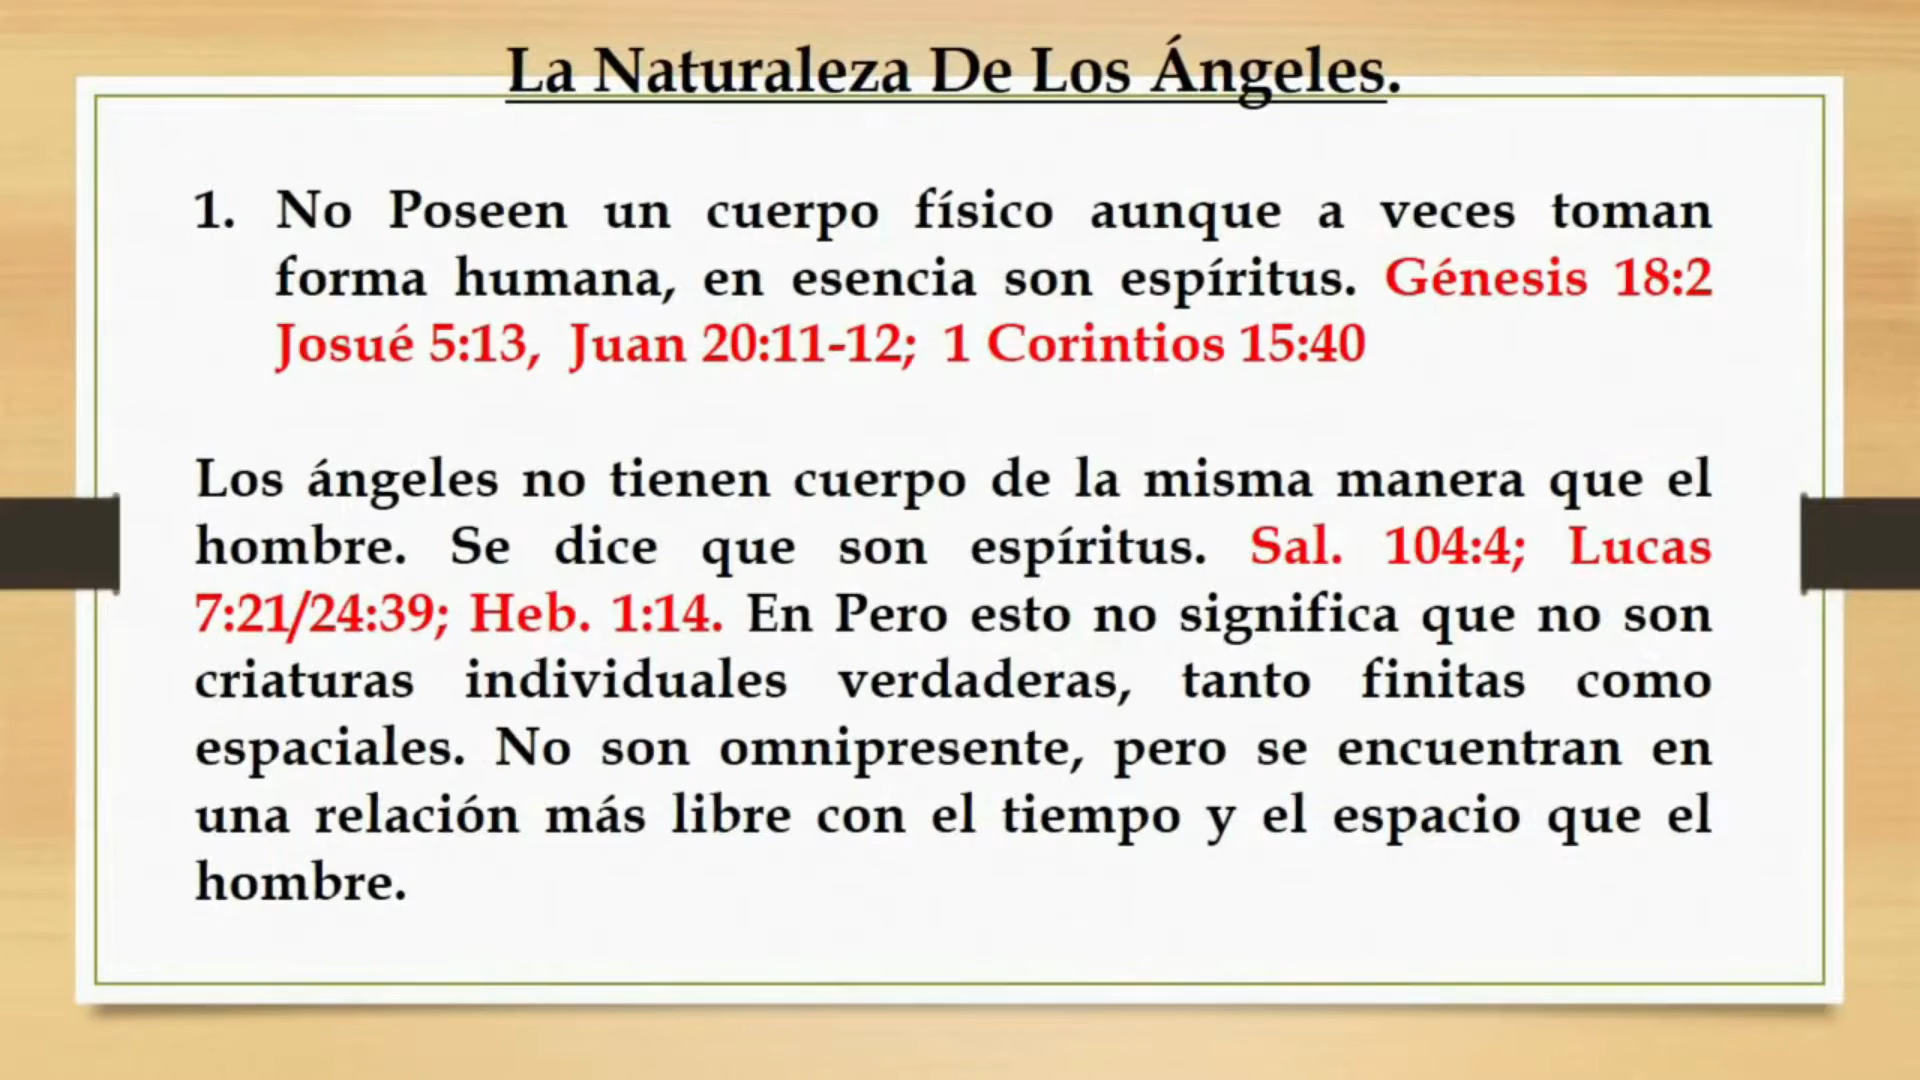 La Naturaleza De Los Ángeles.
1. No Poseen un cuerpo físico aunque a veces toman
forma humana, en esencia son espíritus. Génesis 18:2
Josué 5:13, Juan 20:11-12; 1 Corintios 15:40
Los ángeles no tienen cuerpo de la misma manera que el
hombre. Se dice que son espíritus. Sal. 104:4; Lucas
7:21/24:39; Heb. 1:14. En Pero esto no significa que no son
criaturas individuales verdaderas, tanto finitas como
espaciales. No son omnipresente, pero se encuentran en
una relación más libre con el tiempo y el espacio que el
hombre.